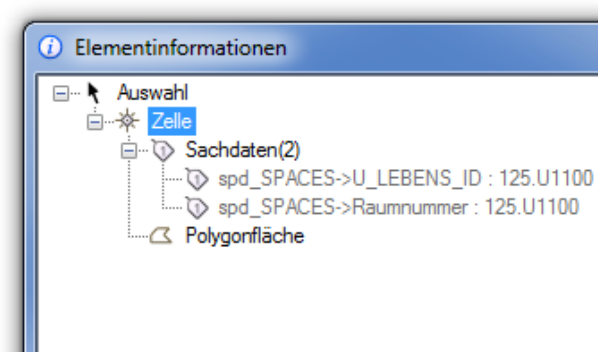 Elementinformationen
Auswahl
Zelle
Sachdaten(2)
spd_SPACES->U_LEBENS_ID : 125.U1100
spd_SPACES->Raumnummer : 125.U1100
Polygonfläche